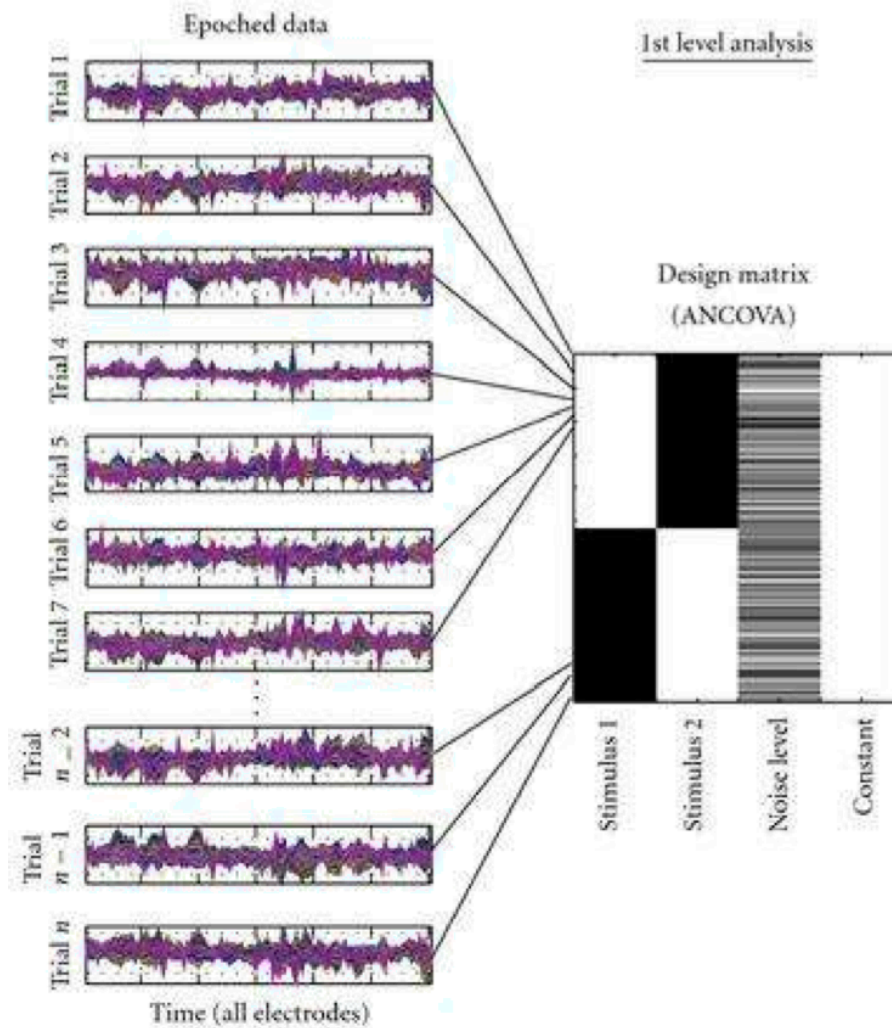 Epoched data
1st level analysis
Trial 1
Trial 2
Trial 3
Trial 4
Trial 5
Trial 6
Trial 7
Trial
n − 2
Trial
n − 1
Trial n
Time (all electrodes)
Design matrix
(ANCOVA)
Stimulus 1
Stimulus 2
Noise level
Constant